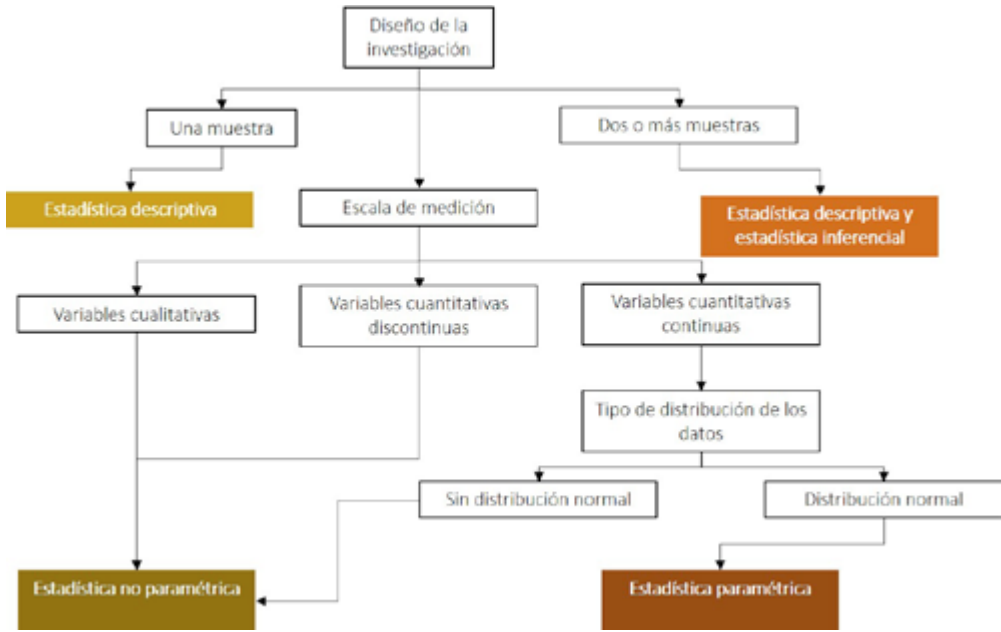 Diseño de la
investigación
Una muestra
Dos o más muestras
Estadística descriptiva
Escala de medición
Estadística descriptiva y
estadística inferencial
Variables cualitativas
Variables cuantitativas
discontinuas
Variables cuantitativas
continuas
Tipo de distribución de los
datos
Sin distribución normal
Distribución normal
Estadística no paramétrica
Estadística paramétrica